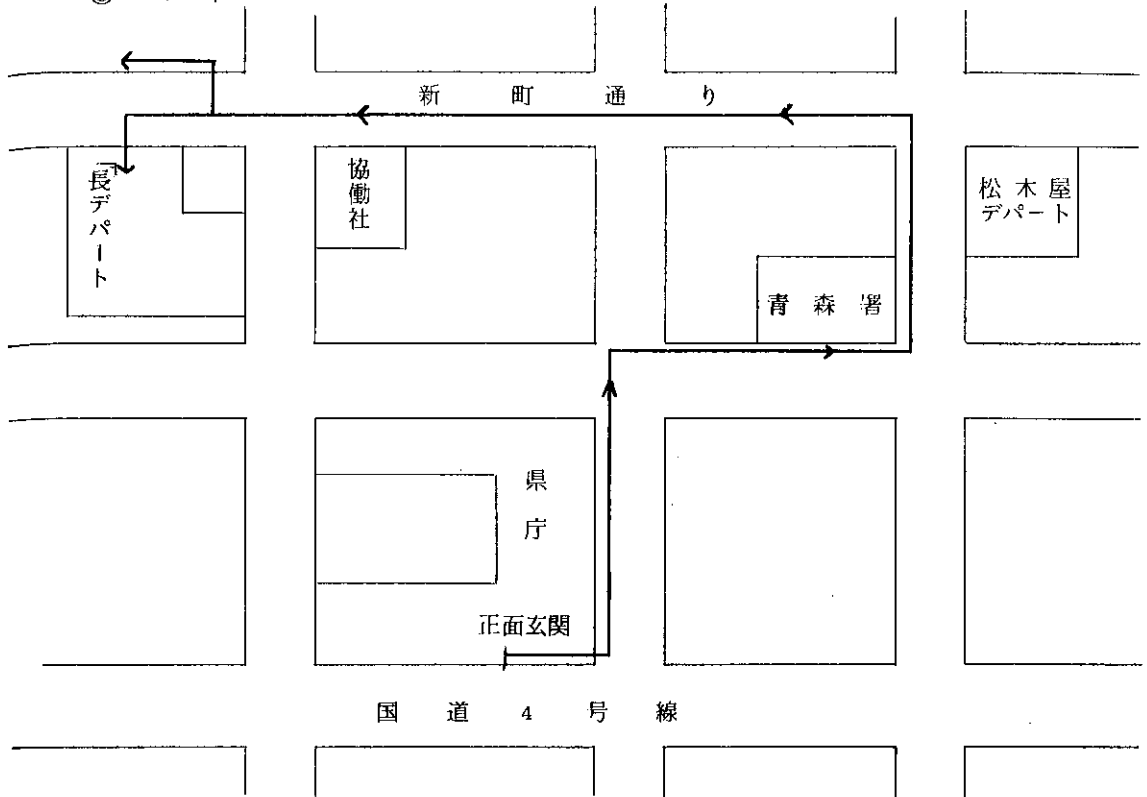 新町通り
長デパート
協働社
松木屋
デパート
青森署
県庁
正面玄関
国道4号線